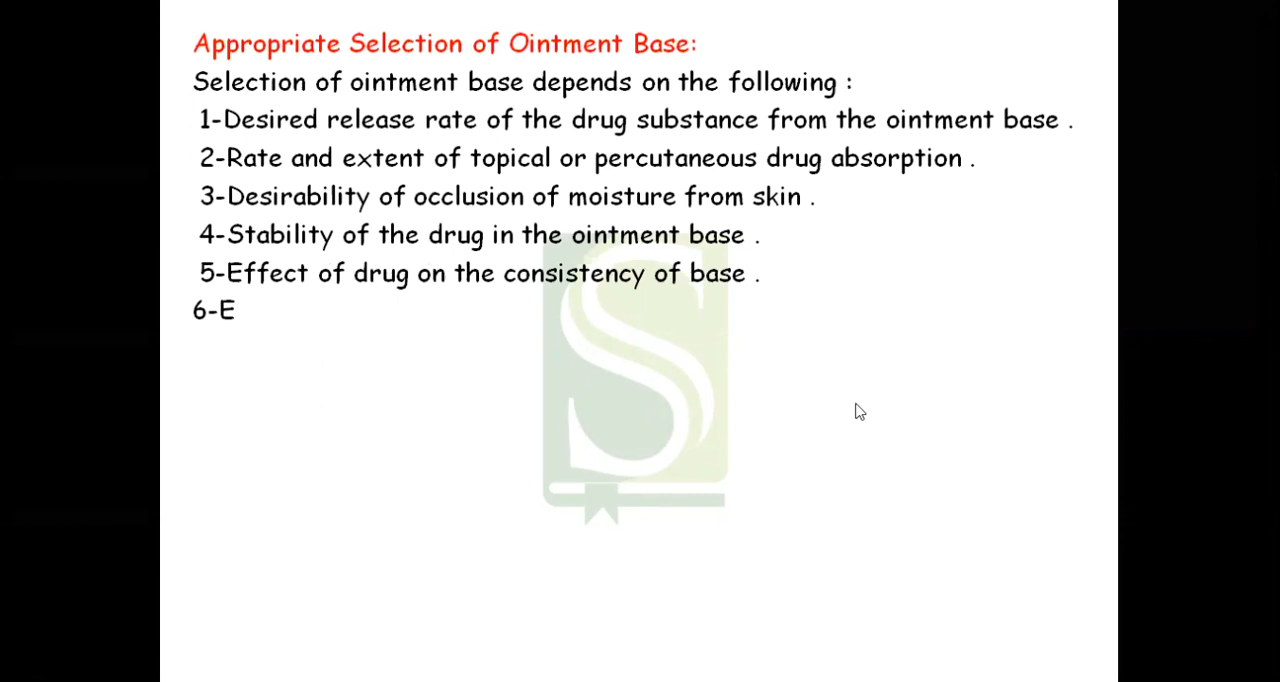 Appropriate Selection of Ointment Base:
Selection of ointment base depends on the following :
1-Desired release rate of the drug substance from the ointment base .
2-Rate and extent of topical or percutaneous drug absorption .
3-Desirability of occlusion of moisture from skin .
4-Stability of the drug in the ointment base .
5-Effect of drug on the consistency of base .
6-E